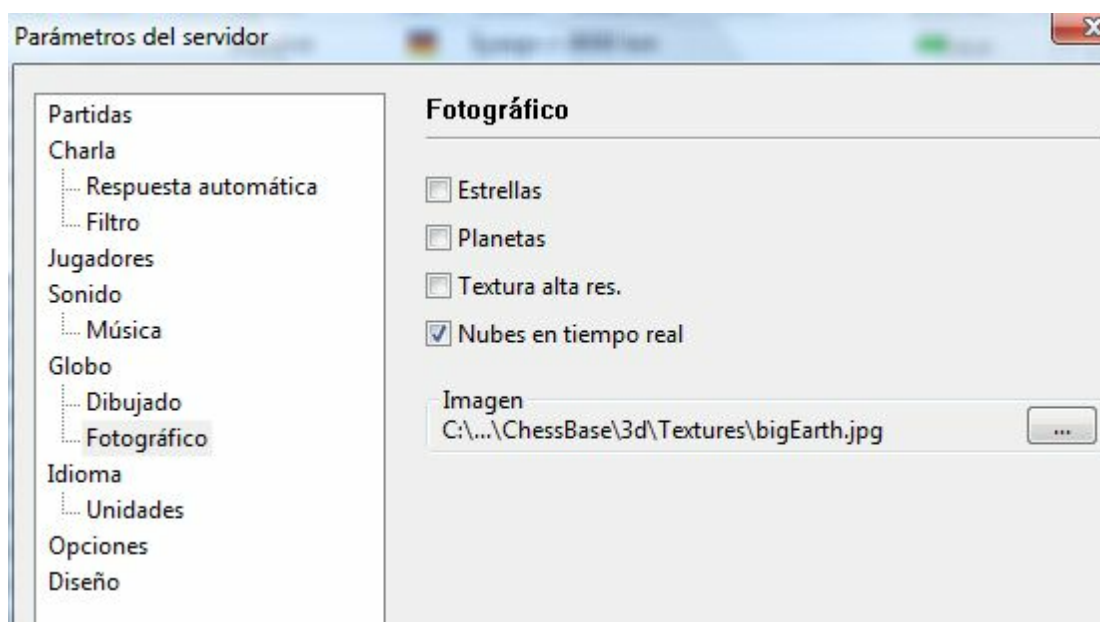 Parámetros del servidor
Partidas
Charla
Respuesta automática
Filtro
Jugadores
Sonido
Música
Globo
Dibujado
Fotográfico
Idioma
Unidades
Opciones
Diseño
Fotográfico
Estrellas
Planetas
Textura alta res.
Nubes en tiempo real
Imagen
C:\...\ChessBase\3d\Textures\bigEarth.jpg
...